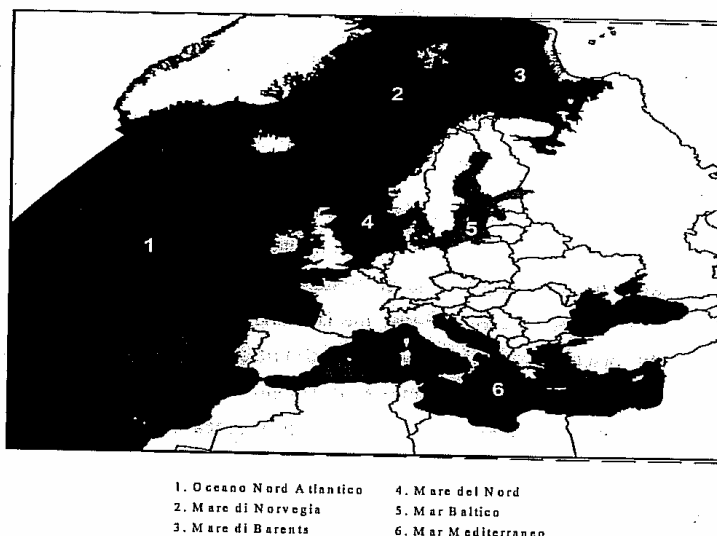 1
2
3
4
5
6
1. Oceano Nord Atlantico
2. Mare di Norvegia
3. Mare di Barents
4. Mare del Nord
5. Mar Baltico
6. Mar Mediterraneo